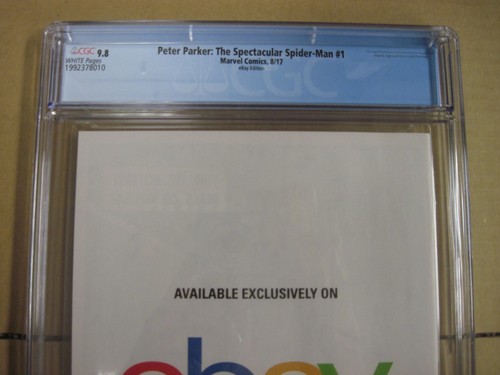 CGC 9.8
WHITE Pages
1992378010
Peter Parker: The Spectacular Spider-Man #1
Marvel Comics, 8/17
eBay Edition
CGC
AVAILABLE EXCLUSIVELY ON
ebay